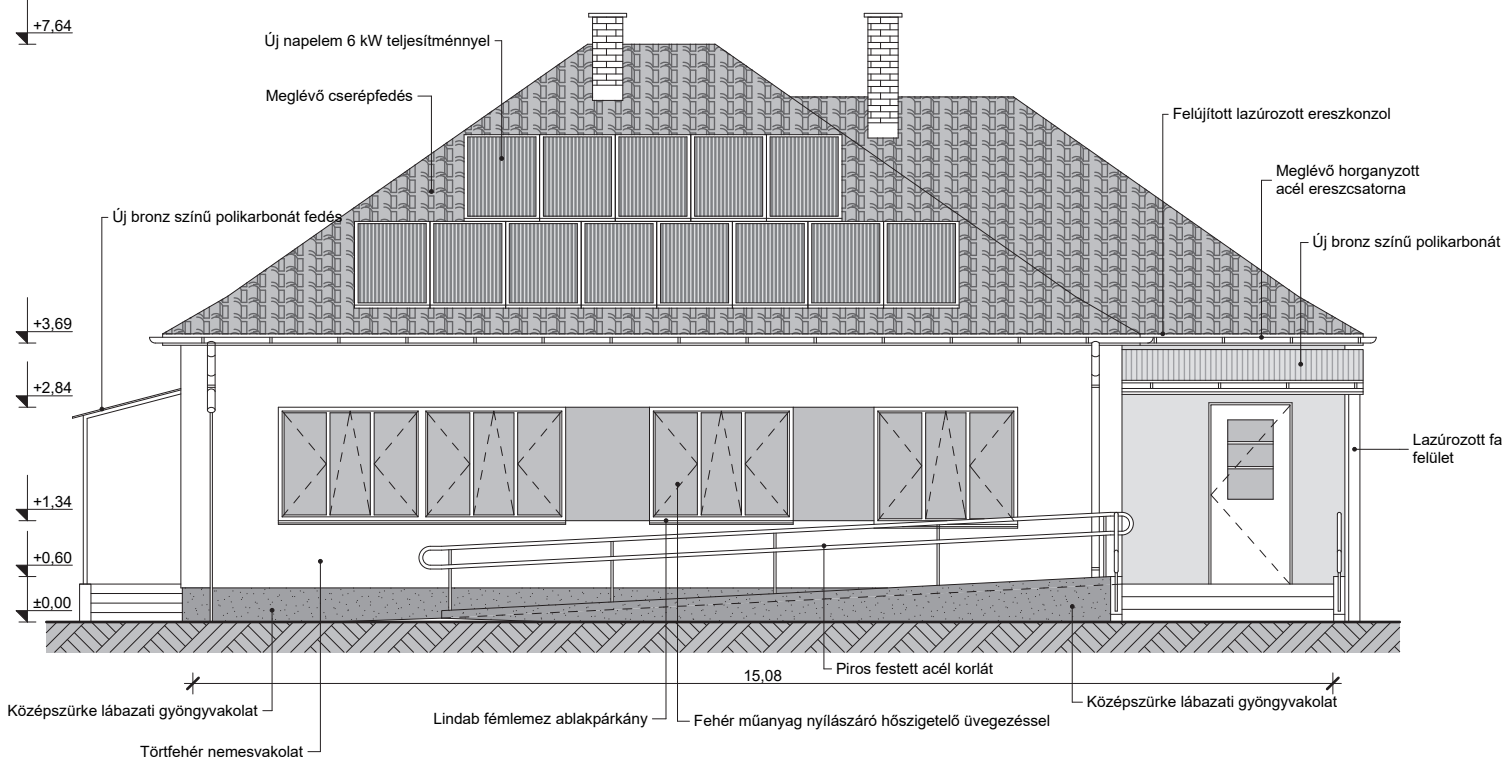 +7,64
Új napelem 6 kW teljesítménnyel
Meglévő cserépfedés
Felújított lazúrozott ereszkonzol
Meglévő horganyzott
acél ereszcsatorna
Új bronz színű polikarbonát fedés
Új bronz színű polikarbonát
+3,69
+2,84
Lazúrozott fa
felület
+1,34
+0,60
±0,00
15,08
Piros festett acél korlát
Középszürke lábazati gyöngyvakolat
Lindab fémlemez ablakpárkány
Fehér műanyag nyílászáró hőszigetelő üvegezéssel
Középszürke lábazati gyöngyvakolat
Törtfehér nemesvakolat